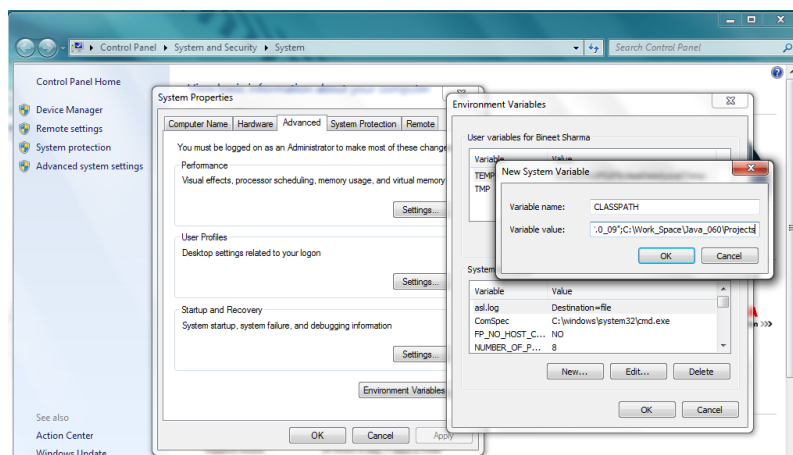 Control Panel ▸ System and Security ▸ System
Search Control Panel
Control Panel Home
Device Manager
Remote settings
System protection
Advanced system settings
See also
Action Center
Windows Update
System Properties
Computer Name
Hardware
Advanced
System Protection
Remote
You must be logged on as an Administrator to make most of these change
Performance
Visual effects, processor scheduling, memory usage, and virtual memory
Settings...
User Profiles
Desktop settings related to your logon
Settings...
Startup and Recovery
System startup, system failure, and debugging information
Settings...
Environment Variables
OK
Cancel
Apply
Environment Variables
User variables for Bineet Sharma
Variable
Value
TEMP
TMP
New System Variable
Variable name:
CLASSPATH
Variable value:
.0_09";C:\Work_Space\Java_060\Projects
OK
Cancel
System
Variable
Value
asl.log
Destination=file
ComSpec
C:\windows\system32\cmd.exe
FP_NO_HOST_C...
NO
NUMBER_OF_P...
8
New...
Edit...
Delete
OK
Cancel